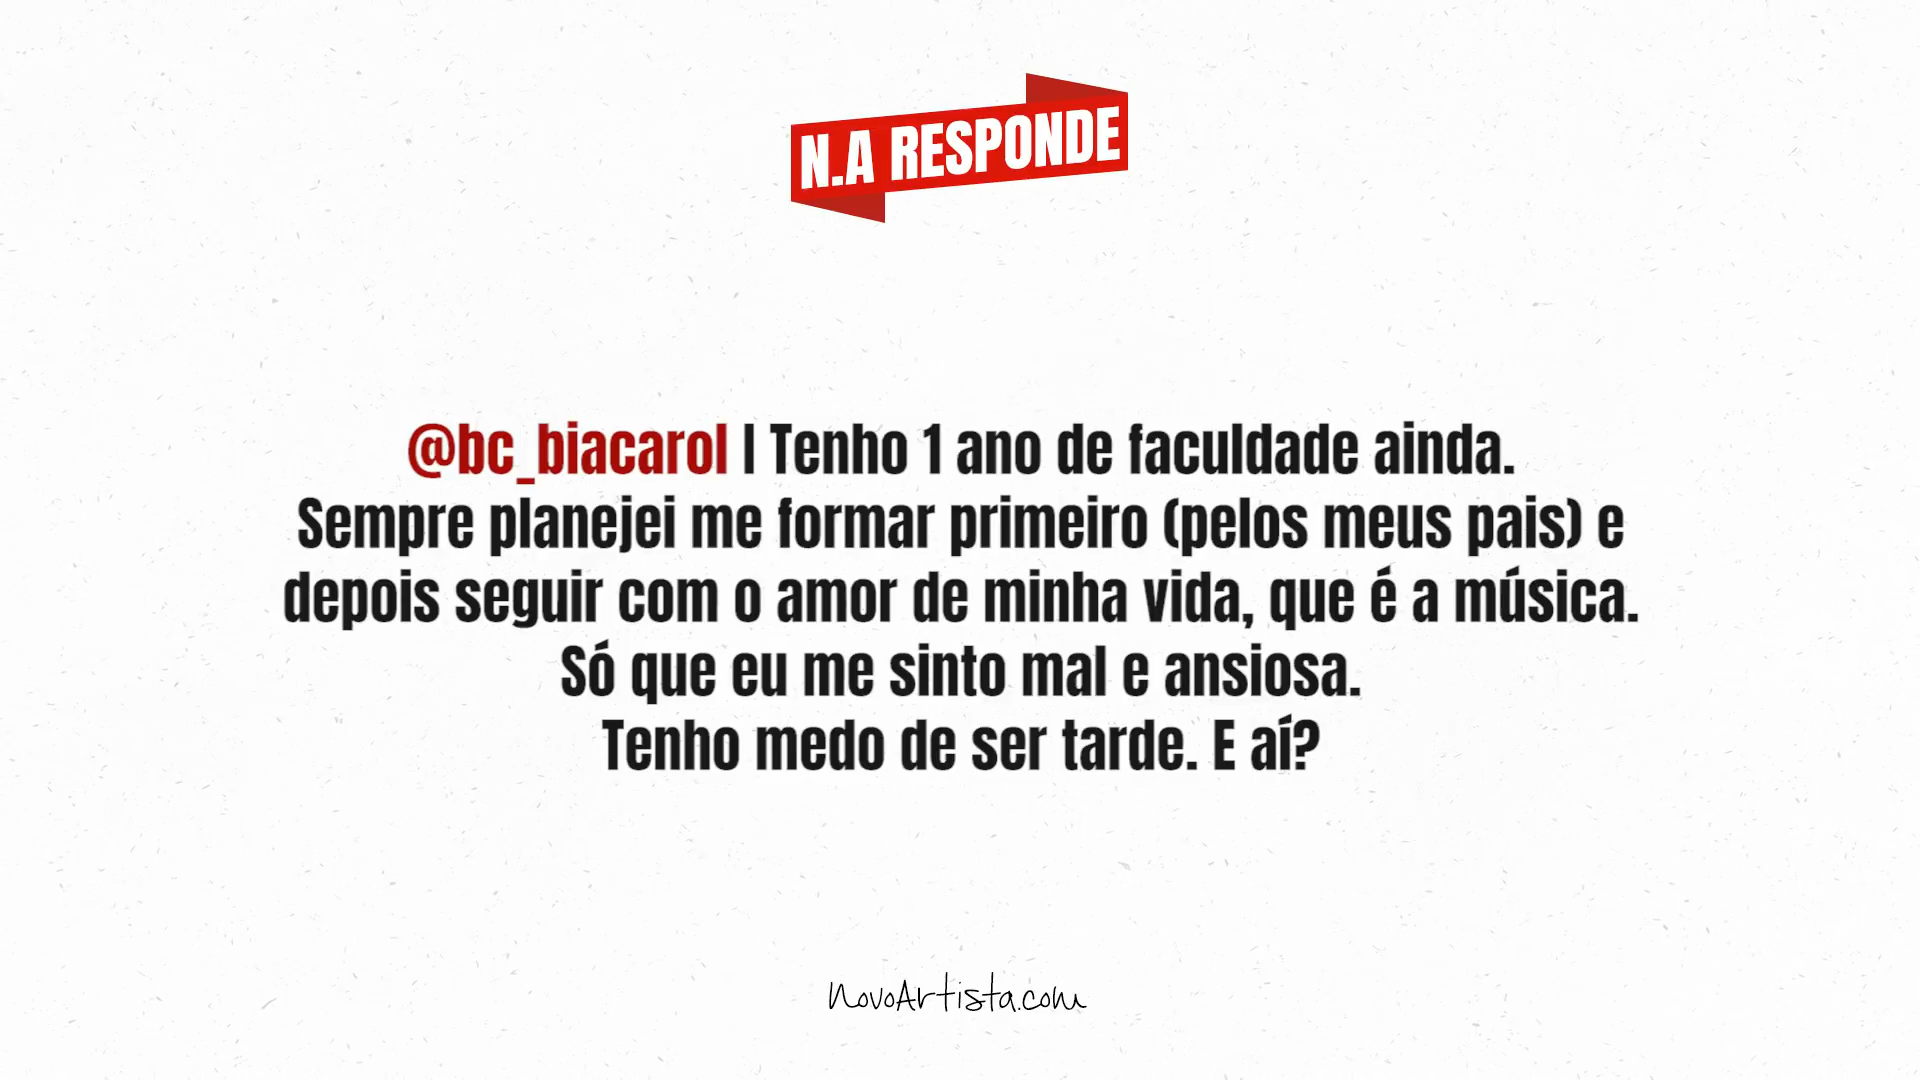 N.A RESPONDE
@bc_biacarol | Tenho 1 ano de faculdade ainda.
Sempre planejei me formar primeiro (pelos meus pais) e
depois seguir com o amor de minha vida, que é a música.
Só que eu me sinto mal e ansiosa.
Tenho medo de ser tarde. E aí?
NovoArtista.com